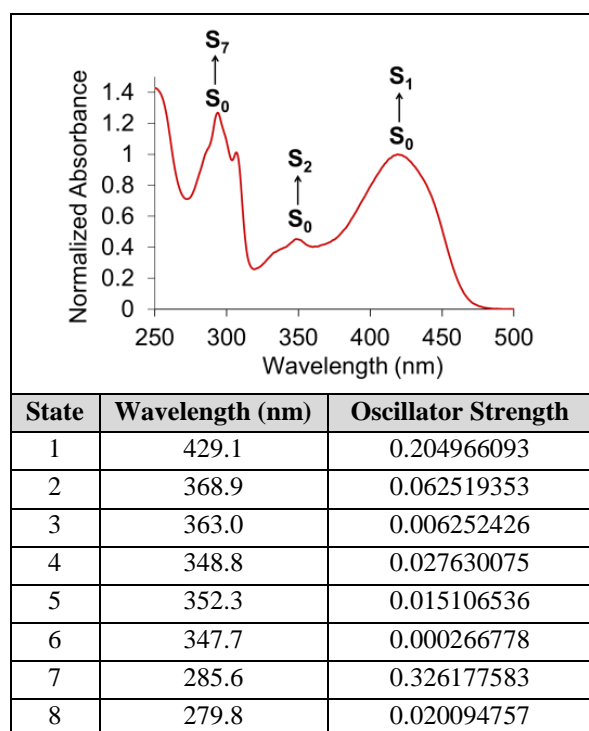 S7
S0
S1
S0
S2
S0
Normalized Absorbance
1.4
1.2
1
0.8
0.6
0.4
0.2
0
250 300 350 400 450 500
Wavelength (nm)
State Wavelength (nm) Oscillator Strength
1 429.1 0.204966093
2 368.9 0.062519353
3 363.0 0.006252426
4 348.8 0.027630075
5 352.3 0.015106536
6 347.7 0.000266778
7 285.6 0.326177583
8 279.8 0.020094757